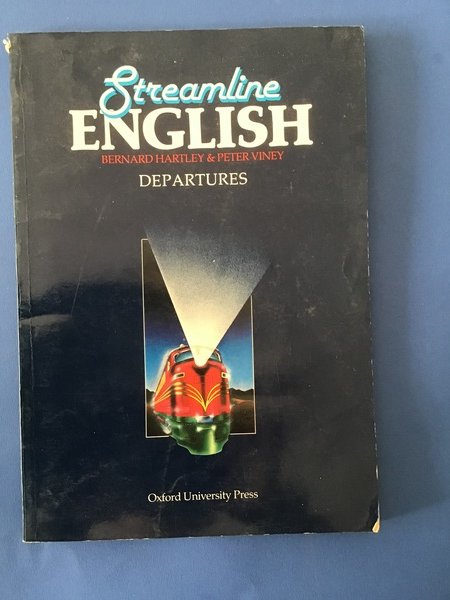 Streamline
ENGLISH
BERNARD HARTLEY & PETER VINEY
DEPARTURES
Oxford University Press